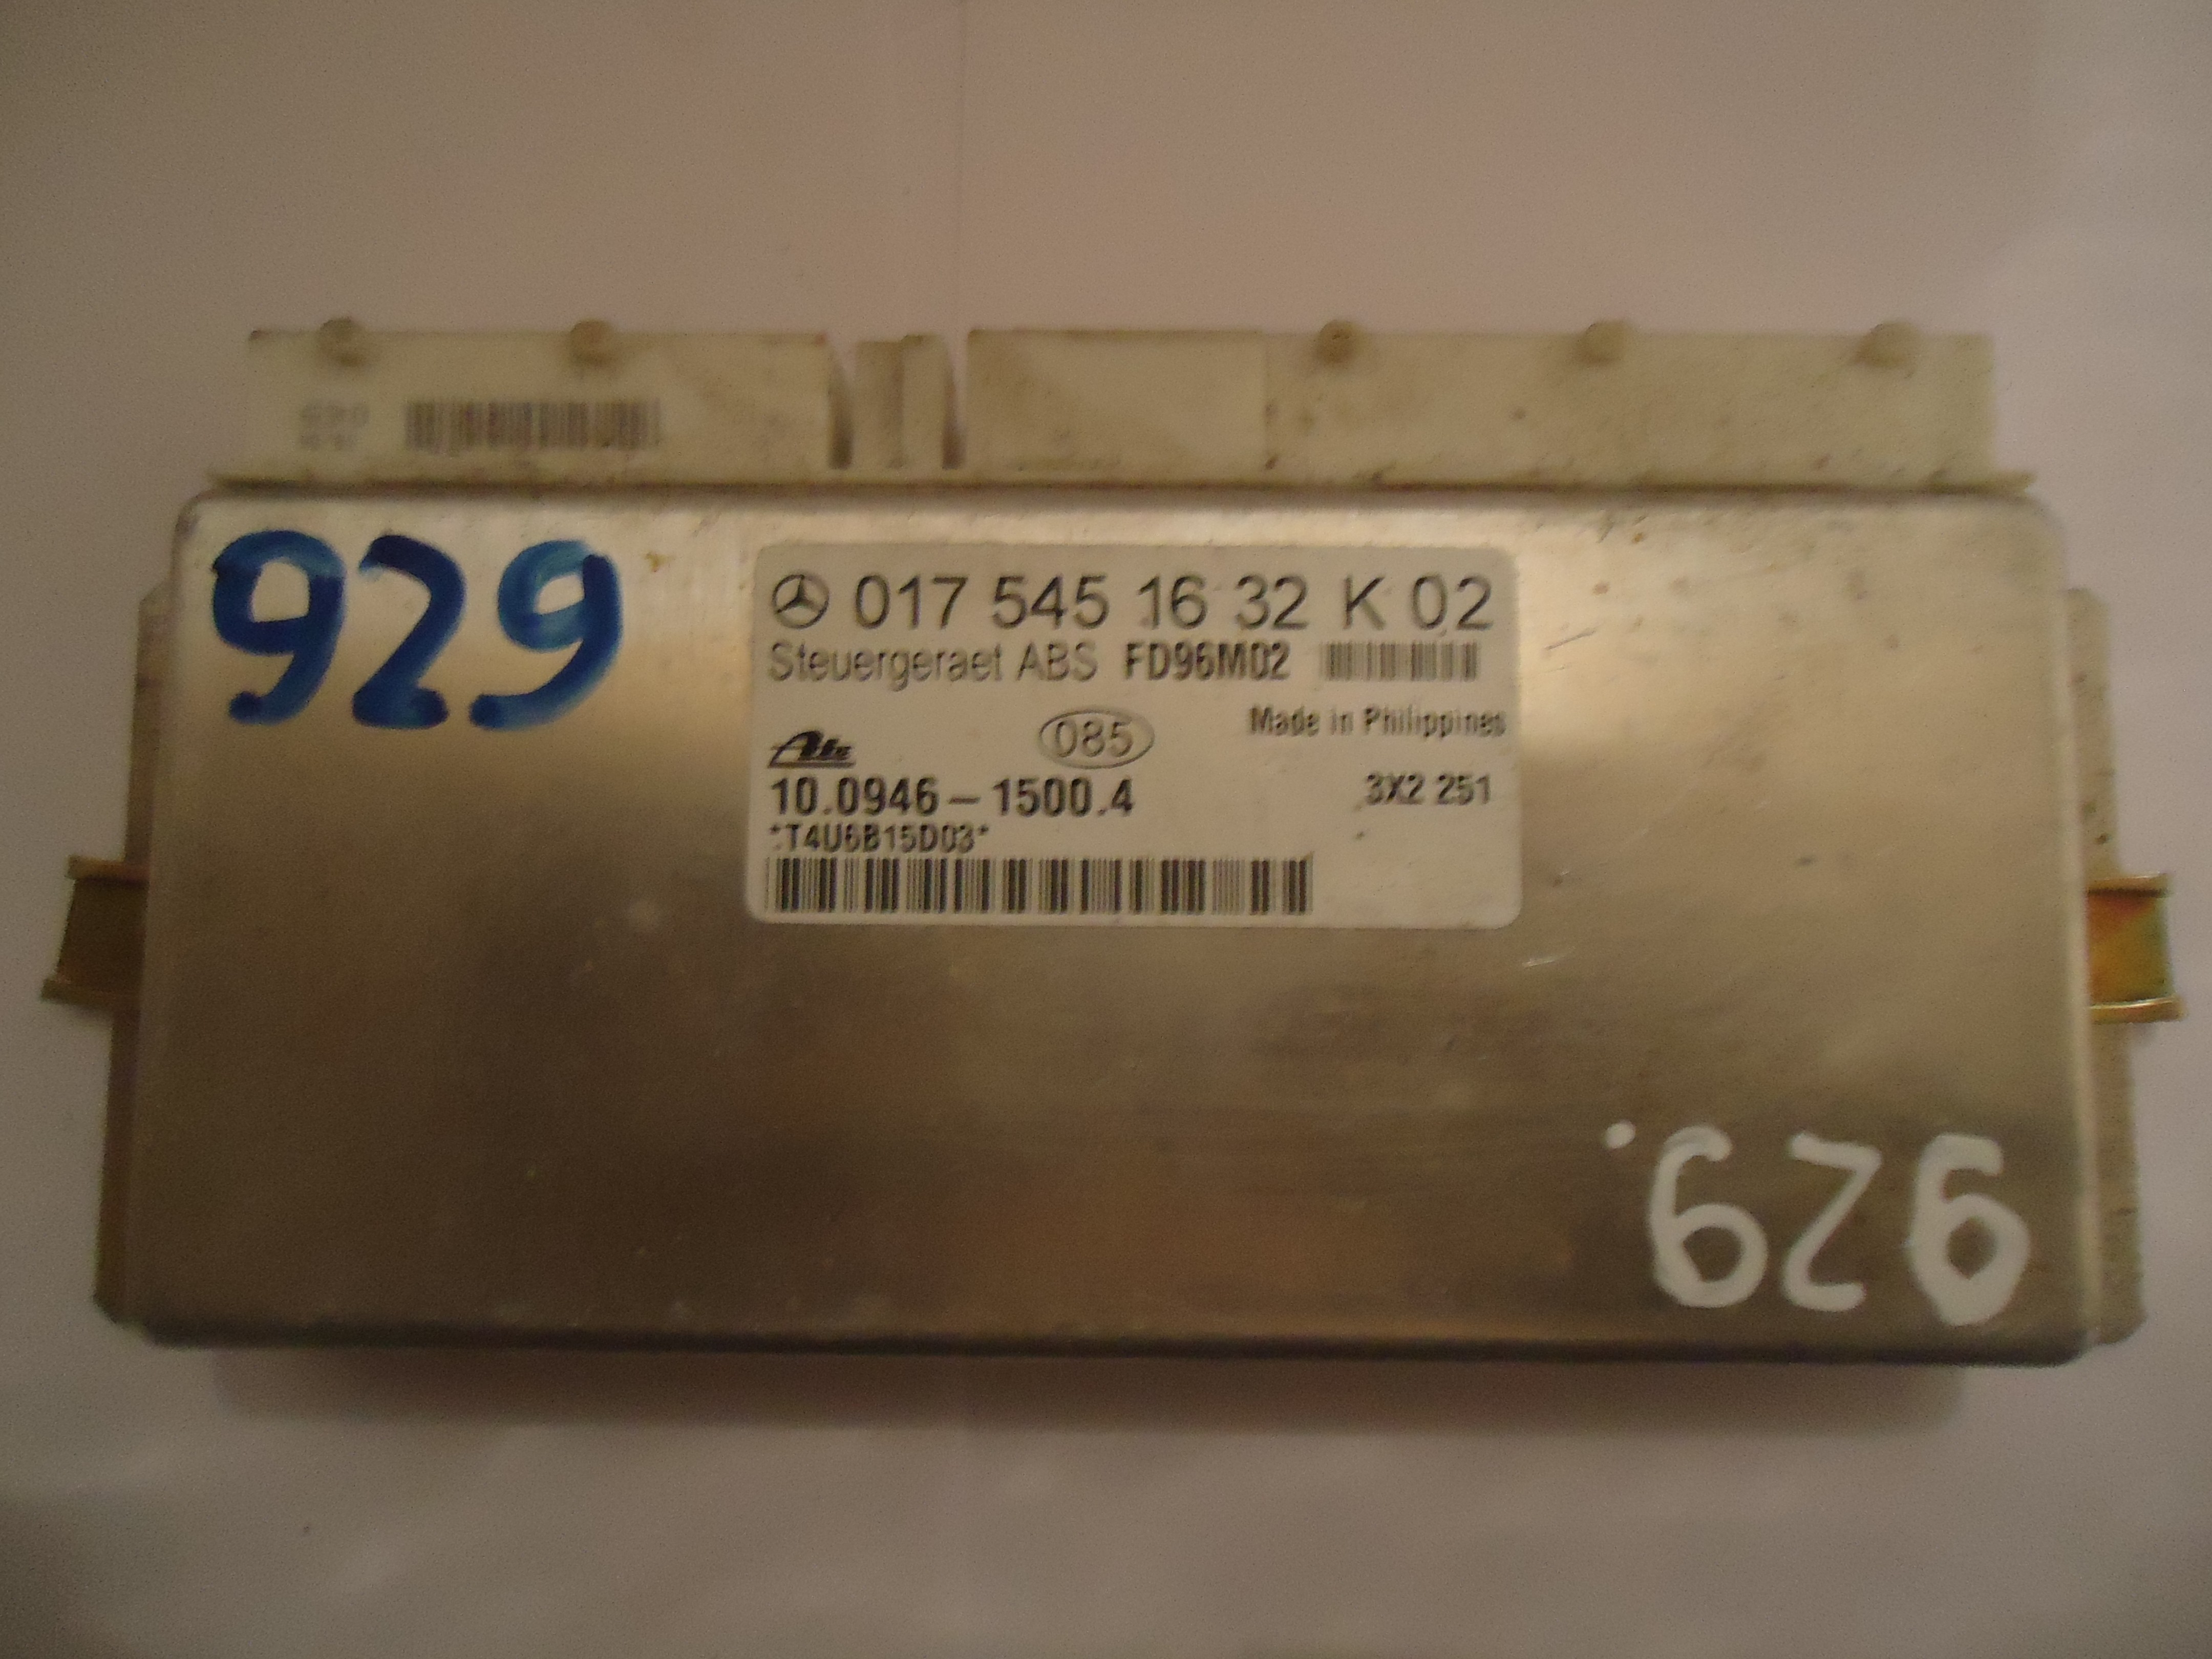 929
017 545 16 32 K 02
Steuergeraet ABS FD96M02
085 Made in Philippines
Ate
10.0946-1500.4 3X2 251
*T4U6B15D03*
929.